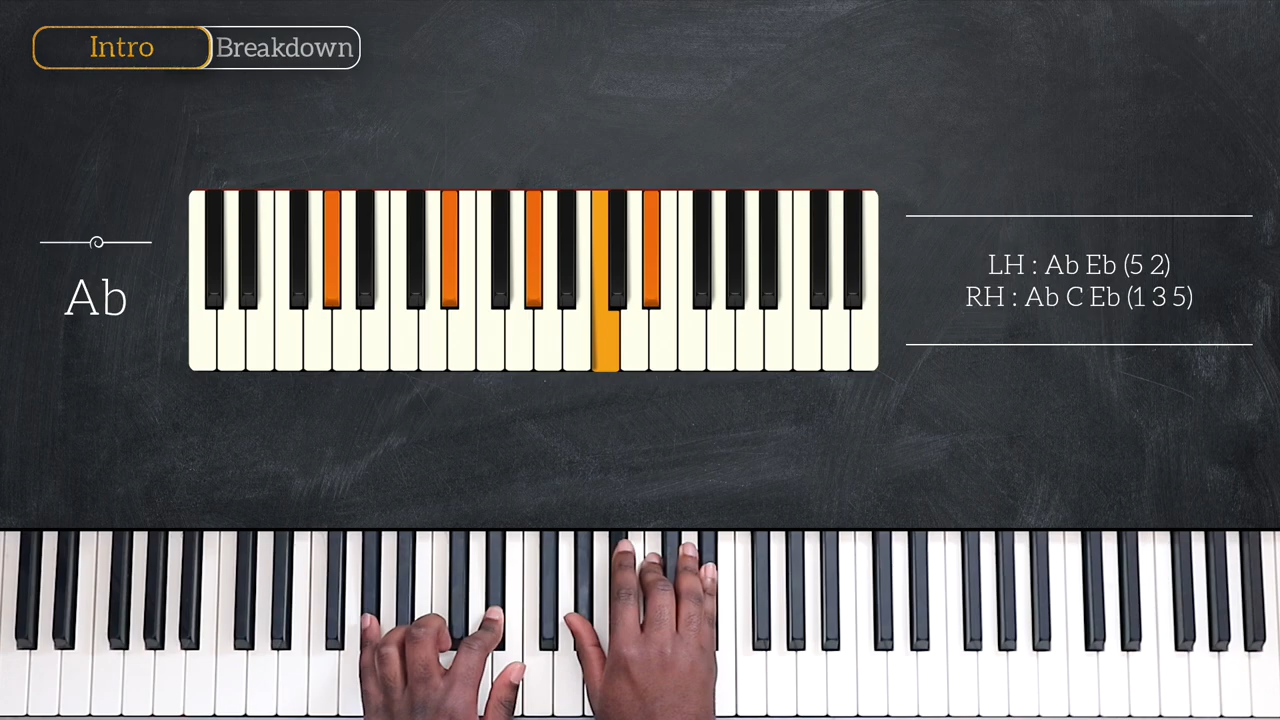 Intro
Breakdown
Ab
LH : Ab Eb (5 2)
RH : Ab C Eb (1 3 5)